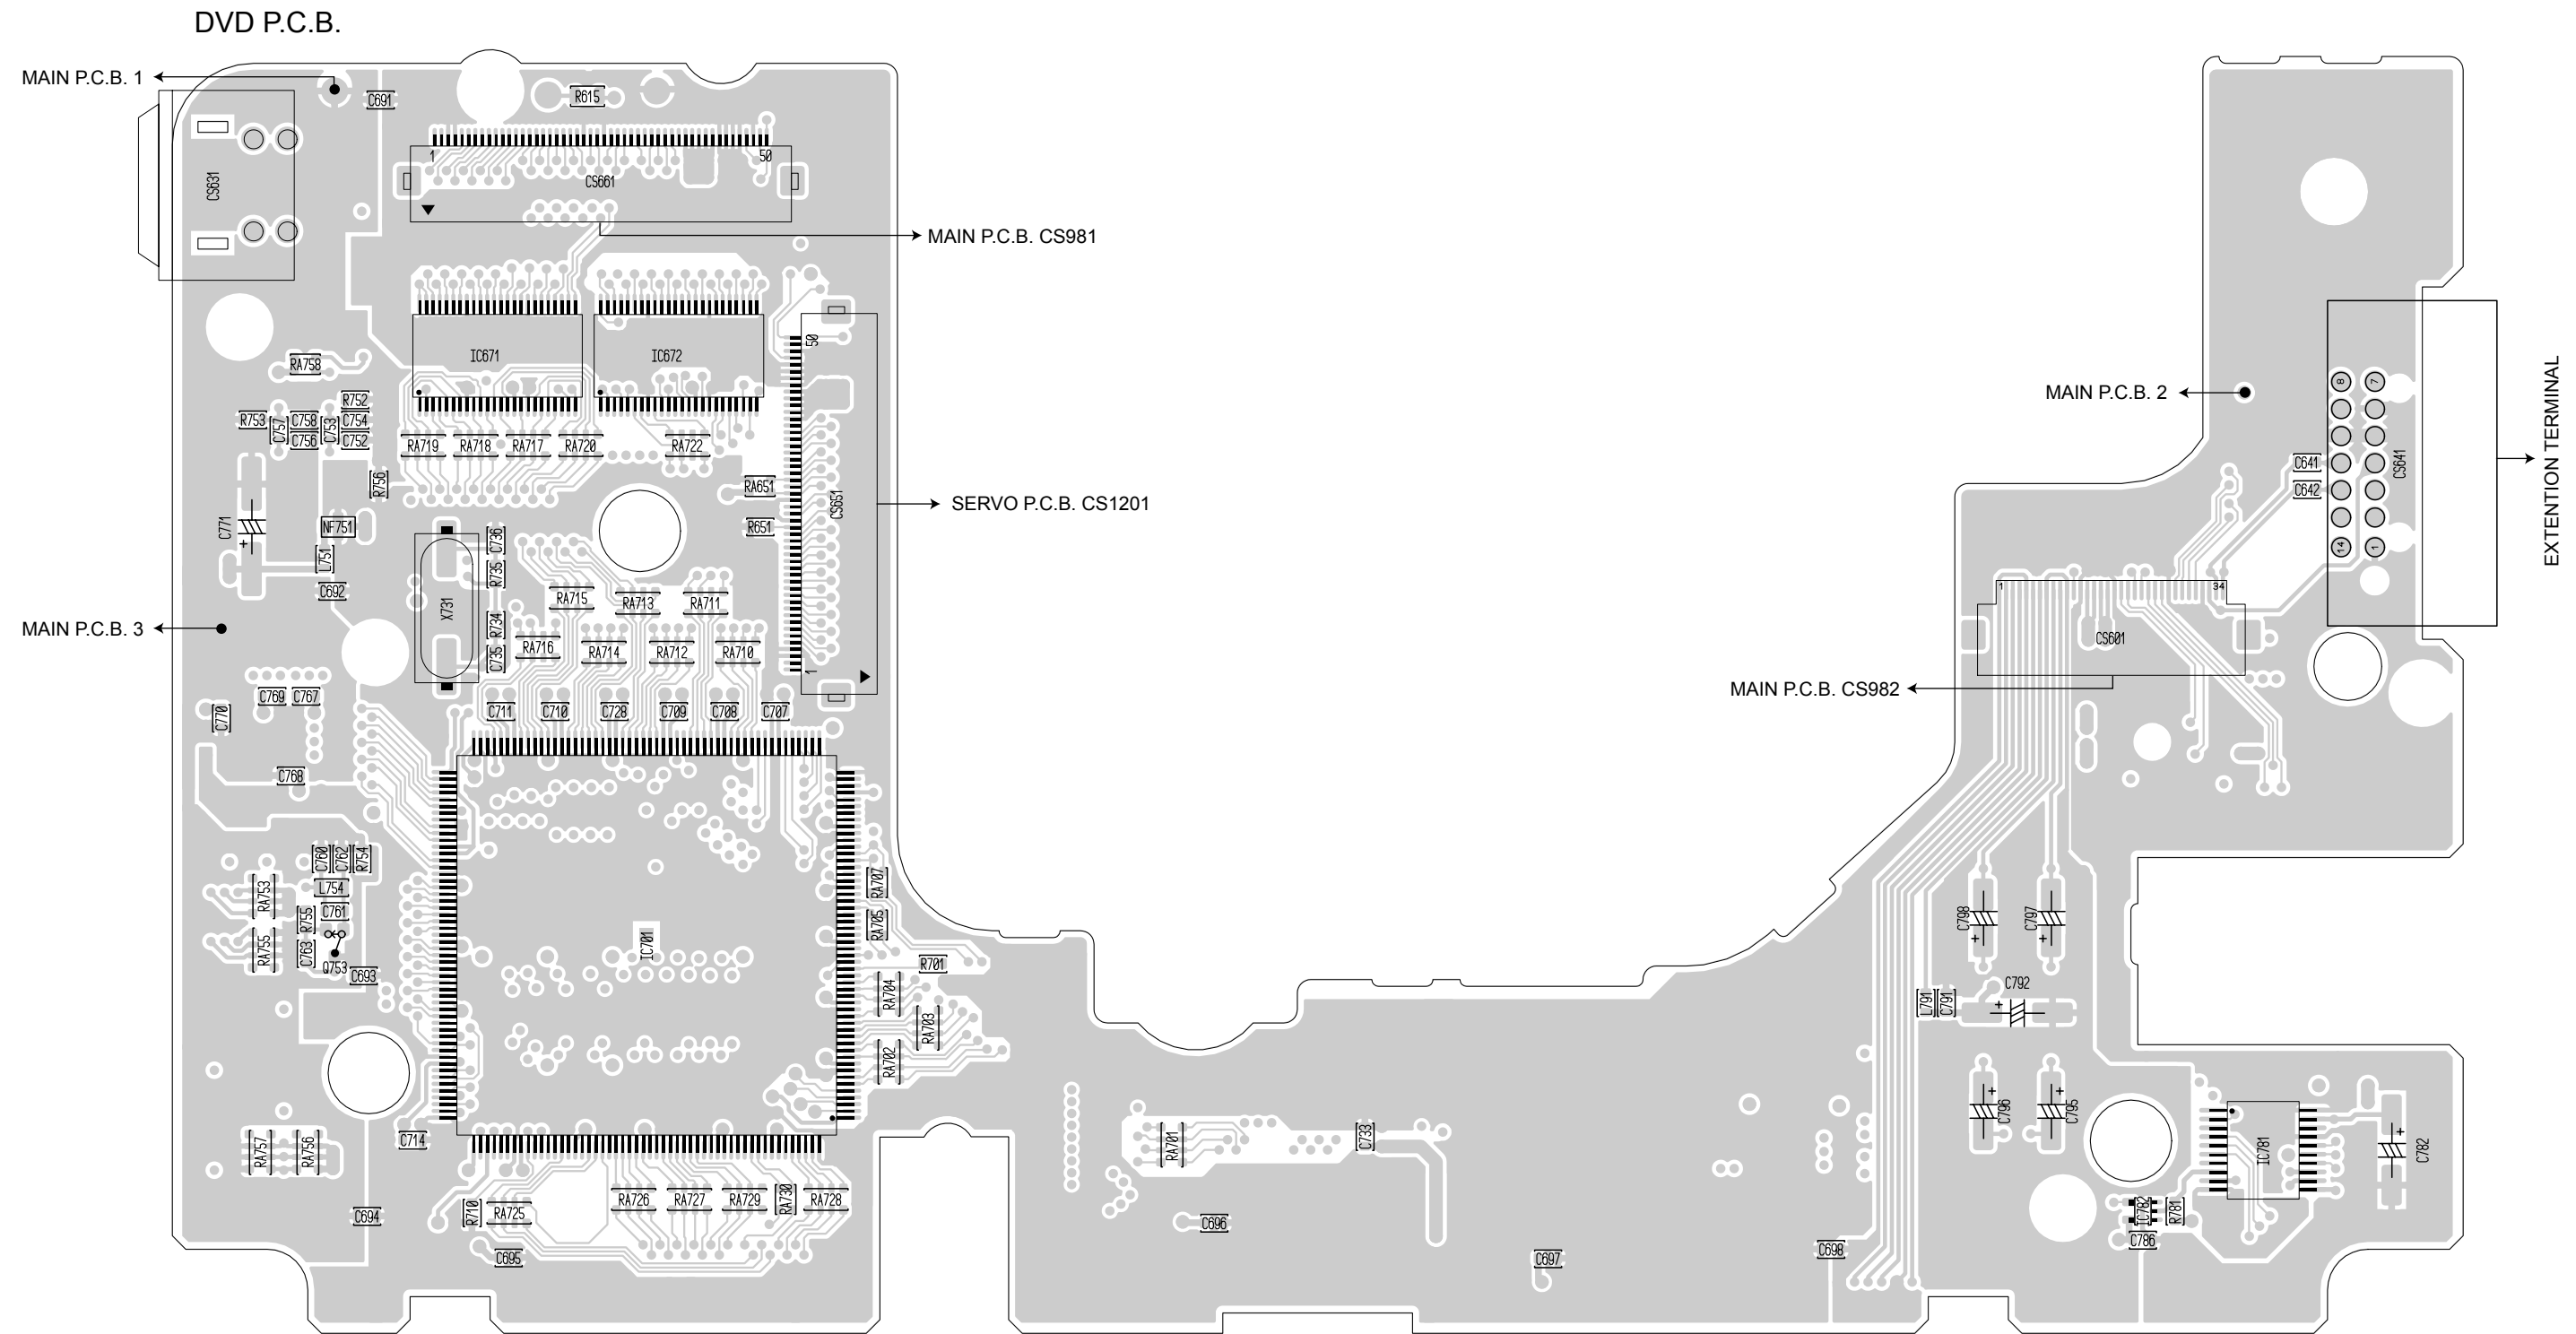 DVD P.C.B.
MAIN P.C.B. 1
C691
R615
CS631
1
50
CS661
MAIN P.C.B. CS981
IC671
IC672
50
RA758
R752
R753
C757
C758
C753
C754
C756
C752
RA719
RA718
RA717
RA720
RA722
R756
RA651
CS651
SERVO P.C.B. CS1201
C771
+
NF751
R651
L751
C736
R735
C692
X731
RA715
RA713
RA711
R734
MAIN P.C.B. 3
C735
RA716
RA714
RA712
RA710
1
C769
C767
C770
C711
C710
C728
C709
C708
C707
C768
C760
C762
R754
L754
RA753
C761
R755
RA755
C763
Q753
C693
IC701
RA707
RA705
R701
RA704
RA703
RA702
C714
RA757
RA756
C694
R710
RA725
RA726
RA727
RA729
RA730
RA728
C695
RA701
C733
C696
C697
C698
MAIN P.C.B. 2
8
7
C641
C642
CS641
14
1
EXTENTION TERMINAL
1
34
CS601
MAIN P.C.B. CS982
C798
+
C797
+
C792
L791
C791
+
+
C796
+
C795
IC781
+
C782
IC782
R781
C786